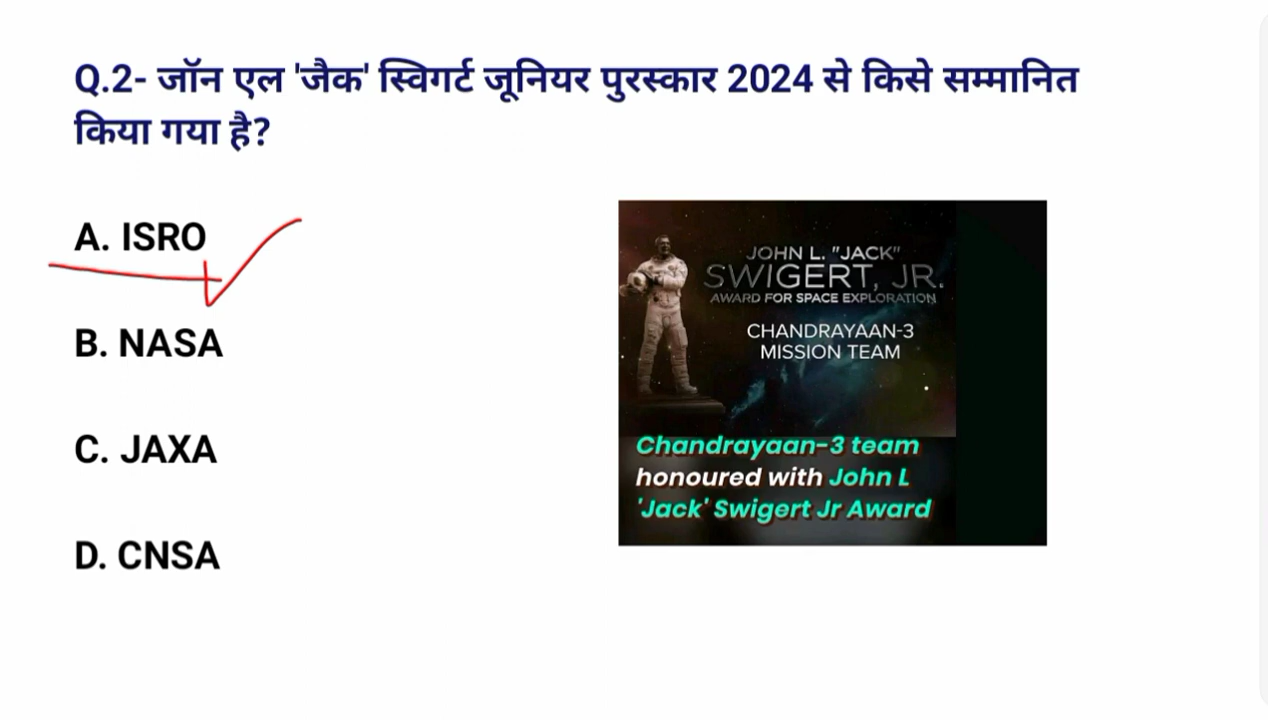 Q.2- जॉन एल 'जैक' स्विगर्ट जूनियर पुरस्कार 2024 से किसे सम्मानित
किया गया है?
A. ISRO
B. NASA
C. JAXA
D. CNSA
JOHN L. "JACK"
SWIGERT, JR.
AWARD FOR SPACE EXPLORATION
CHANDRAYAAN-3
MISSION TEAM
Chandrayaan-3 team
honoured with John L
'Jack' Swigert Jr Award